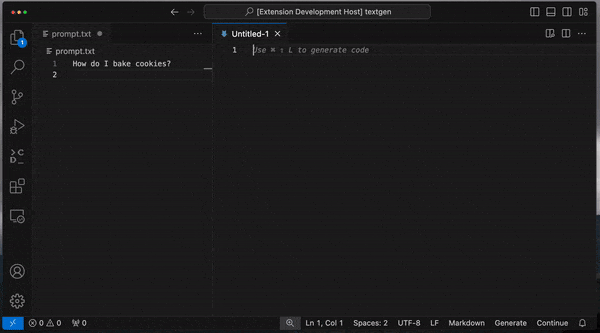 [Extension Development Host] textgen
prompt.txt
Untitled-1
prompt.txt
1 How do I bake cookies?
2
1 Use ⌘ ⇧ L to generate code
1
C
D
0 0 0 Ln 1, Col 1 Spaces: 2 UTF-8 LF Markdown Generate Continue